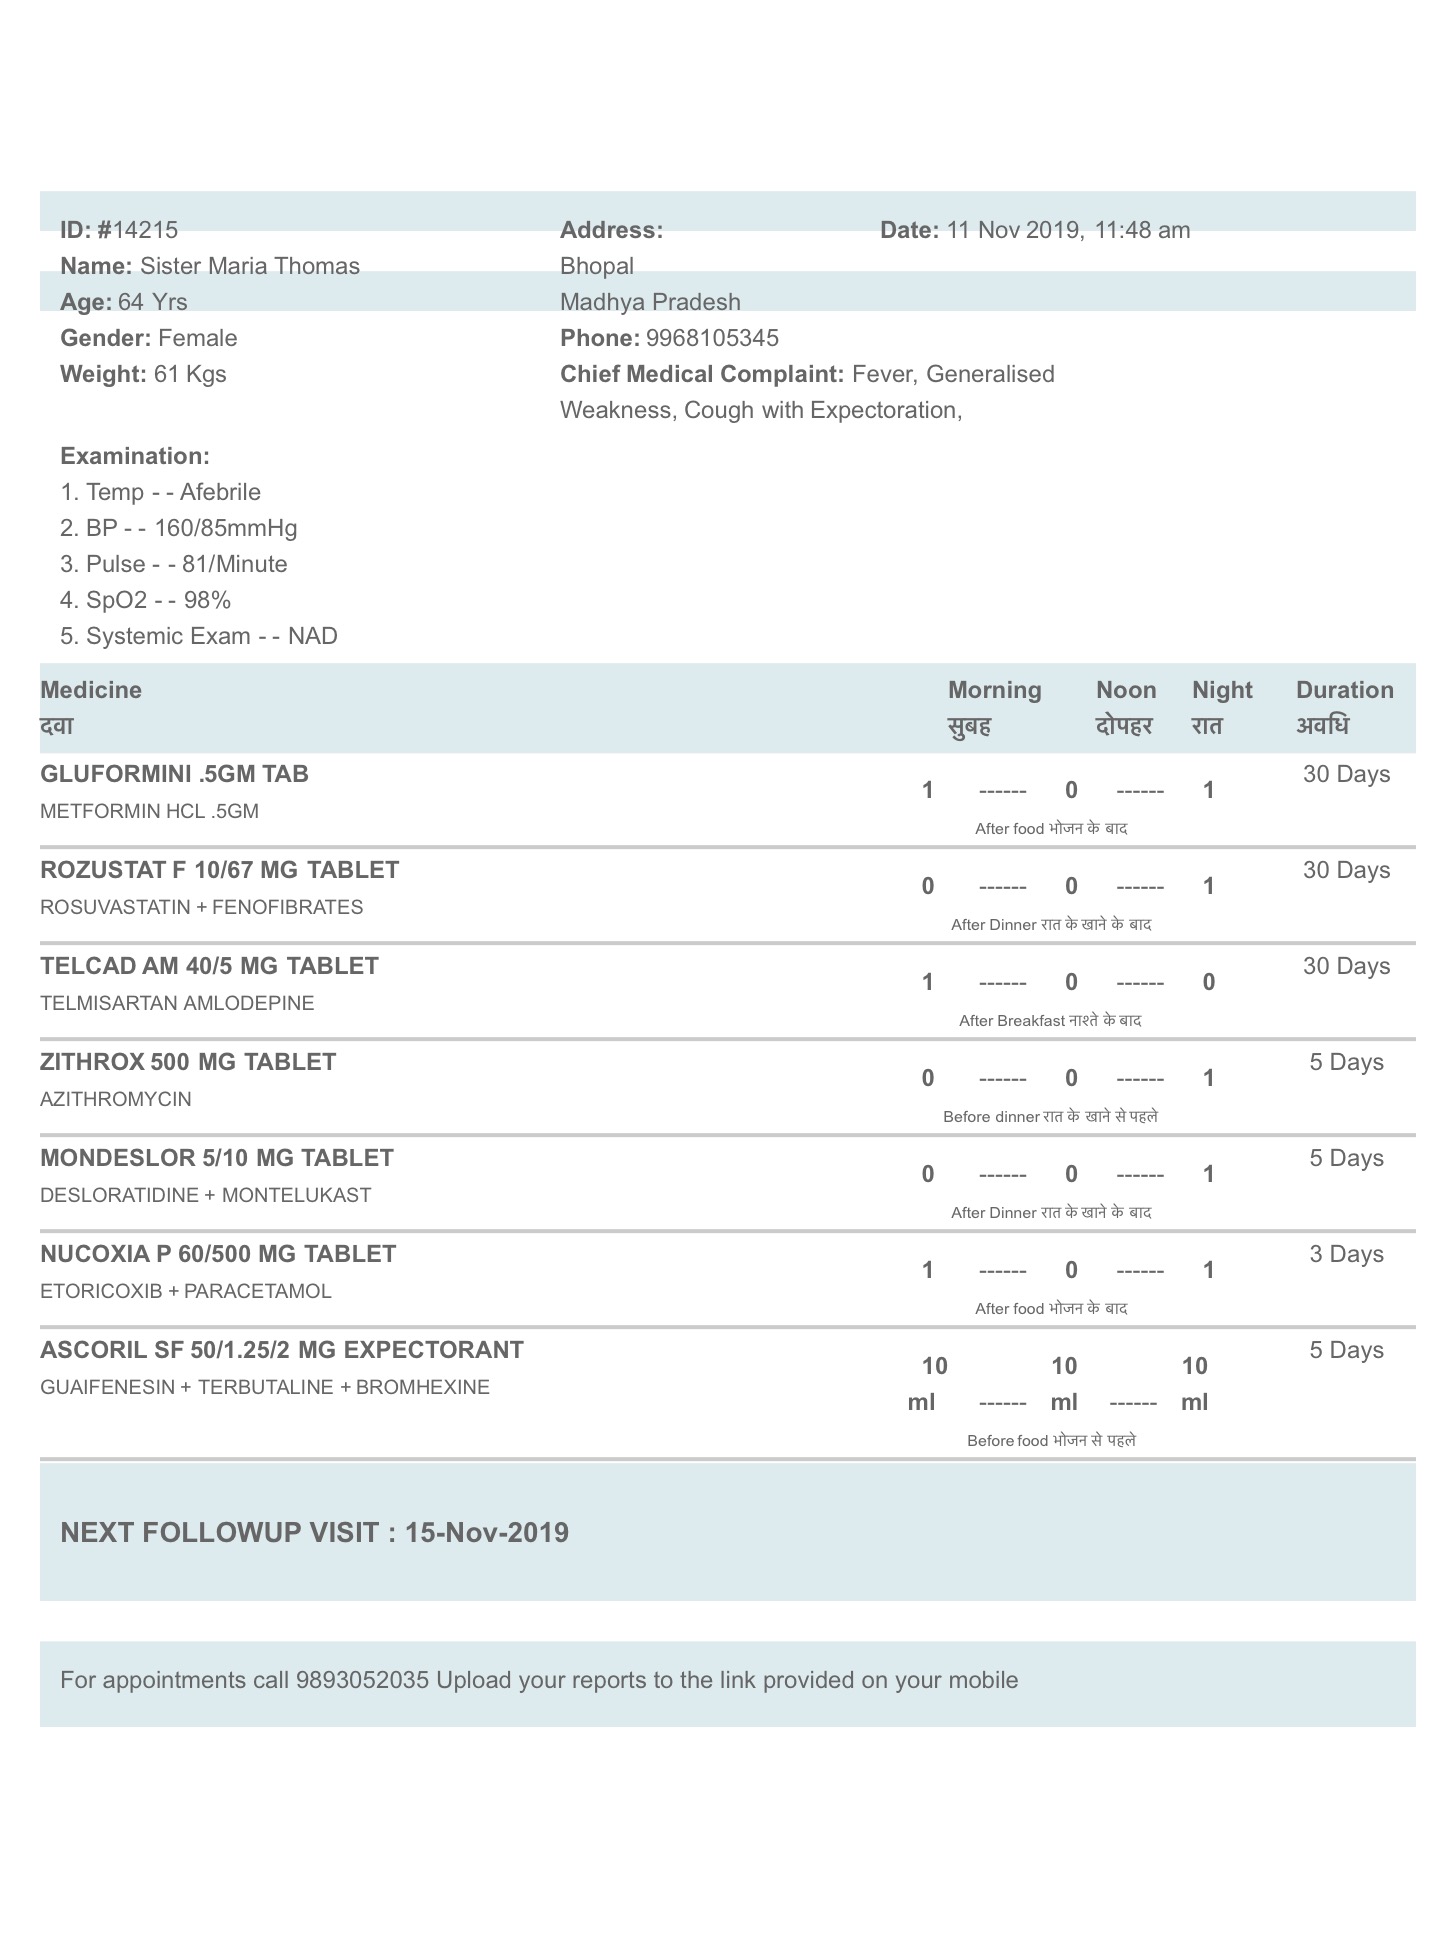 ID: #14215
Name: Sister Maria Thomas
Age: 64 Yrs
Gender: Female
Weight: 61 Kgs
Address:
Bhopal
Madhya Pradesh
Phone: 9968105345
Chief Medical Complaint: Fever, Generalised
Weakness, Cough with Expectoration,
Date: 11 Nov 2019, 11:48 am
Examination:
1. Temp - - Afebrile
2. BP - - 160/85mmHg
3. Pulse - - 81/Minute
4. SpO2 - - 98%
5. Systemic Exam - - NAD
Medicine Morning Noon Night Duration
दवा सुबह दोपहर रात अवधि
GLUFORMINI .5GM TAB 30 Days
1 ------ 0 ------ 1
METFORMIN HCL .5GM
After food भोजन के बाद
ROZUSTAT F 10/67 MG TABLET 30 Days
0 ------ 0 ------ 1
ROSUVASTATIN + FENOFIBRATES
After Dinner रात के खाने के बाद
TELCAD AM 40/5 MG TABLET 30 Days
1 ------ 0 ------ 0
TELMISARTAN AMLODEPINE
After Breakfast नाश्ते के बाद
ZITHROX 500 MG TABLET 5 Days
0 ------ 0 ------ 1
AZITHROMYCIN
Before dinner रात के खाने से पहले
MONDESLOR 5/10 MG TABLET 5 Days
0 ------ 0 ------ 1
DESLORATIDINE + MONTELUKAST
After Dinner रात के खाने के बाद
NUCOXIA P 60/500 MG TABLET 3 Days
1 ------ 0 ------ 1
ETORICOXIB + PARACETAMOL
After food भोजन के बाद
ASCORIL SF 50/1.25/2 MG EXPECTORANT 5 Days
10 10 10
GUAIFENESIN + TERBUTALINE + BROMHEXINE
ml ------ ml ------ ml
Before food भोजन से पहले
NEXT FOLLOWUP VISIT : 15-Nov-2019
For appointments call 9893052035 Upload your reports to the link provided on your mobile